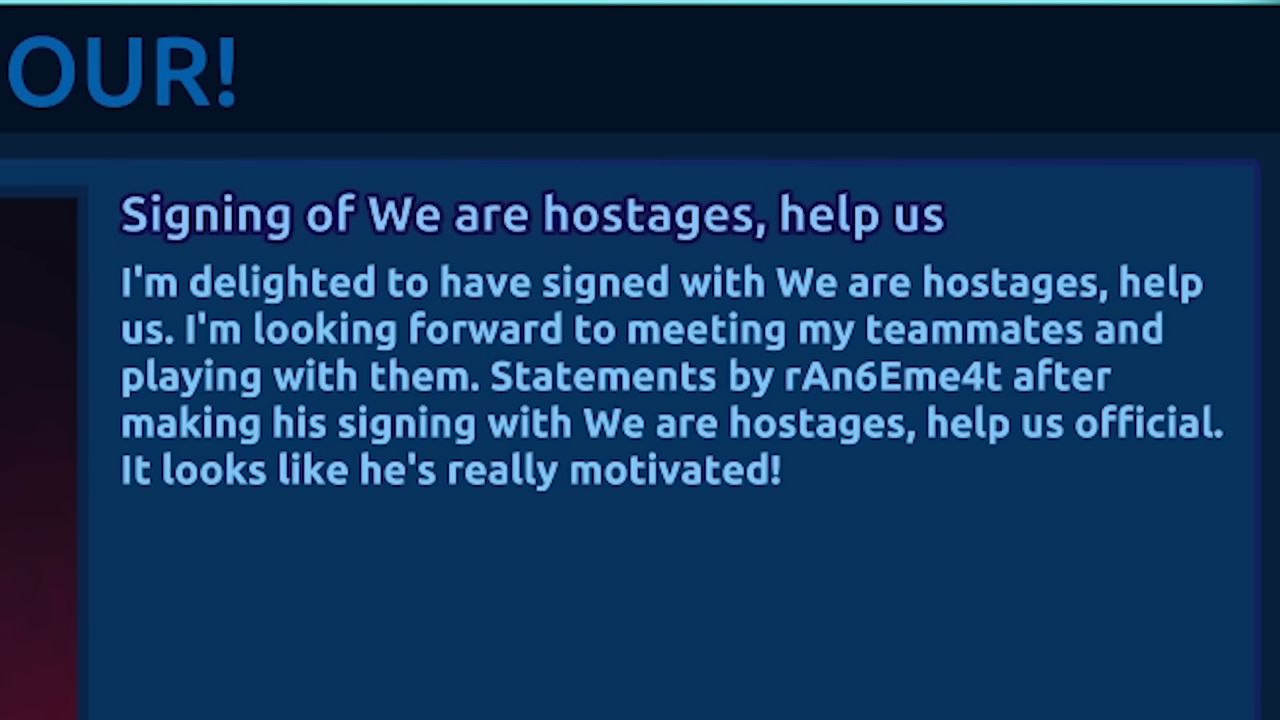 OUR!
Signing of We are hostages, help us
I'm delighted to have signed with We are hostages, help
us. I'm looking forward to meeting my teammates and
playing with them. Statements by rAn6Eme4t after
making his signing with We are hostages, help us official.
It looks like he's really motivated!